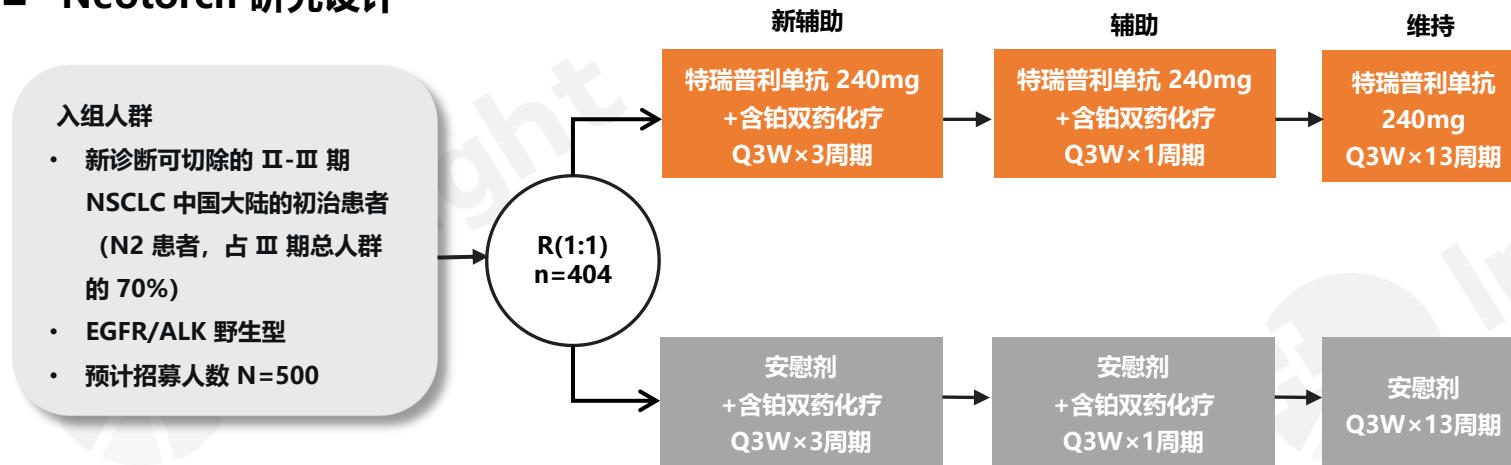 Neotorch 研究设计
入组人群
• 新诊断可切除的 Ⅱ-Ⅲ 期
NSCLC 中国大陆的初治患者
（N2 患者，占 Ⅲ 期总人群
的 70%）
• EGFR/ALK 野生型
• 预计招募人数 N=500
R(1:1)
n=404
新辅助
特瑞普利单抗 240mg
+含铂双药化疗
Q3W×3周期
辅助
特瑞普利单抗 240mg
+含铂双药化疗
Q3W×1周期
维持
特瑞普利单抗
240mg
Q3W×13周期
安慰剂
+含铂双药化疗
Q3W×3周期
安慰剂
+含铂双药化疗
Q3W×1周期
安慰剂
Q3W×13周期